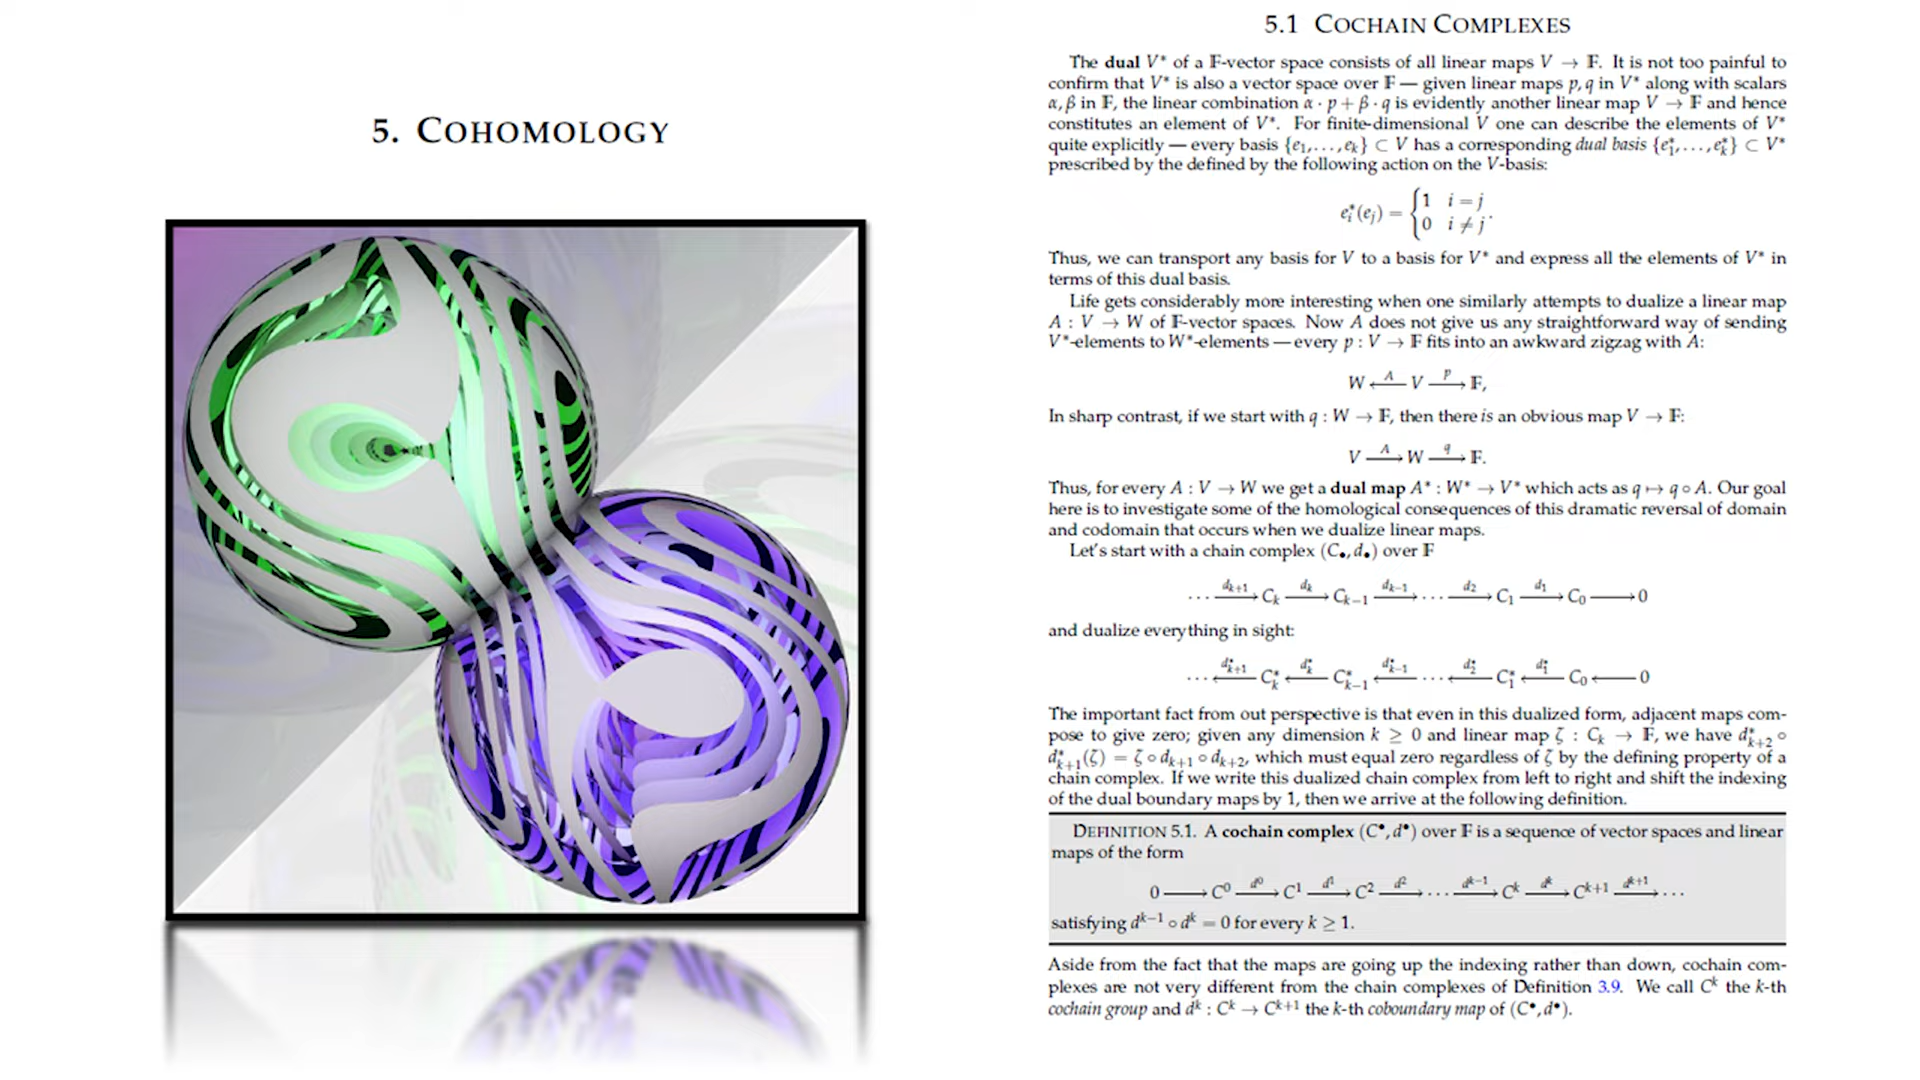 5. COHOMOLOGY
5.1 COCHAIN COMPLEXES
The dual V* of a 𝔽-vector space consists of all linear maps V → 𝔽. It is not too painful to
confirm that V* is also a vector space over 𝔽 — given linear maps p, q in V* along with scalars
α, β in 𝔽, the linear combination α · p + β · q is evidently another linear map V → 𝔽 and hence
constitutes an element of V*. For finite-dimensional V one can describe the elements of V*
quite explicitly — every basis {e₁, . . . , eₖ} ⊂ V has a corresponding dual basis {e₁*, . . . , eₖ*} ⊂ V*
prescribed by the defined by the following action on the V-basis:
eᵢ*(eⱼ) = { 1 i = j
0 i ≠ j .
Thus, we can transport any basis for V to a basis for V* and express all the elements of V* in
terms of this dual basis.
Life gets considerably more interesting when one similarly attempts to dualize a linear map
A : V → W of 𝔽-vector spaces. Now A does not give us any straightforward way of sending
V*-elements to W*-elements — every p : V → 𝔽 fits into an awkward zigzag with A:
W ←A− V −p→ 𝔽,
In sharp contrast, if we start with q : W → 𝔽, then there is an obvious map V → 𝔽:
V −A→ W −q→ 𝔽.
Thus, for every A : V → W we get a dual map A* : W* → V* which acts as q ↦ q ∘ A. Our goal
here is to investigate some of the homological consequences of this dramatic reversal of domain
and codomain that occurs when we dualize linear maps.
Let's start with a chain complex (C•, d•) over 𝔽
· · · −dₖ₊₁→ Cₖ −dₖ→ Cₖ₋₁ −dₖ₋₁→ · · · −d₂→ C₁ −d₁→ C₀ → 0
and dualize everything in sight:
· · · ←d*ₖ₊₁− C*ₖ ←d*ₖ− C*ₖ₋₁ ←d*ₖ₋₁− · · · ←d*₂− C*₁ ←d*₁− C₀ ← 0
The important fact from out perspective is that even in this dualized form, adjacent maps com-
pose to give zero; given any dimension k ≥ 0 and linear map ζ : Cₖ → 𝔽, we have d*ₖ₊₂ ∘
d*ₖ₊₁(ζ) = ζ ∘ dₖ₊₁ ∘ dₖ₊₂, which must equal zero regardless of ζ by the defining property of a
chain complex. If we write this dualized chain complex from left to right and shift the indexing
of the dual boundary maps by 1, then we arrive at the following definition.
DEFINITION 5.1. A cochain complex (C•, d•) over 𝔽 is a sequence of vector spaces and linear
maps of the form
0 → C⁰ −d⁰→ C¹ −d¹→ C² −d²→ · · · −dᵏ⁻¹→ Cᵏ −dᵏ→ Cᵏ⁺¹ −dᵏ⁺¹→ · · ·
satisfying dᵏ⁻¹ ∘ dᵏ = 0 for every k ≥ 1.
Aside from the fact that the maps are going up the indexing rather than down, cochain com-
plexes are not very different from the chain complexes of Definition 3.9. We call Cᵏ the k-th
cochain group and dᵏ : Cᵏ → Cᵏ⁺¹ the k-th coboundary map of (C•, d•).